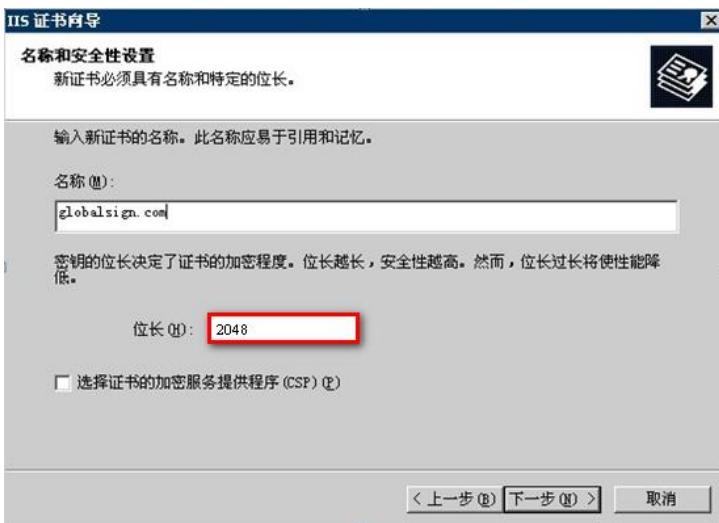 IIS 证书向导
名称和安全性设置
新证书必须具有名称和特定的位长。
输入新证书的名称。此名称应易于引用和记忆。
名称(M):
globalsign.com
密钥的位长决定了证书的加密程度。位长越长，安全性越高。然而，位长过长将使性能降
低。
位长(H): 2048
选择证书的加密服务提供程序(CSP)(P)
< 上一步(B) 下一步(N) > 取消